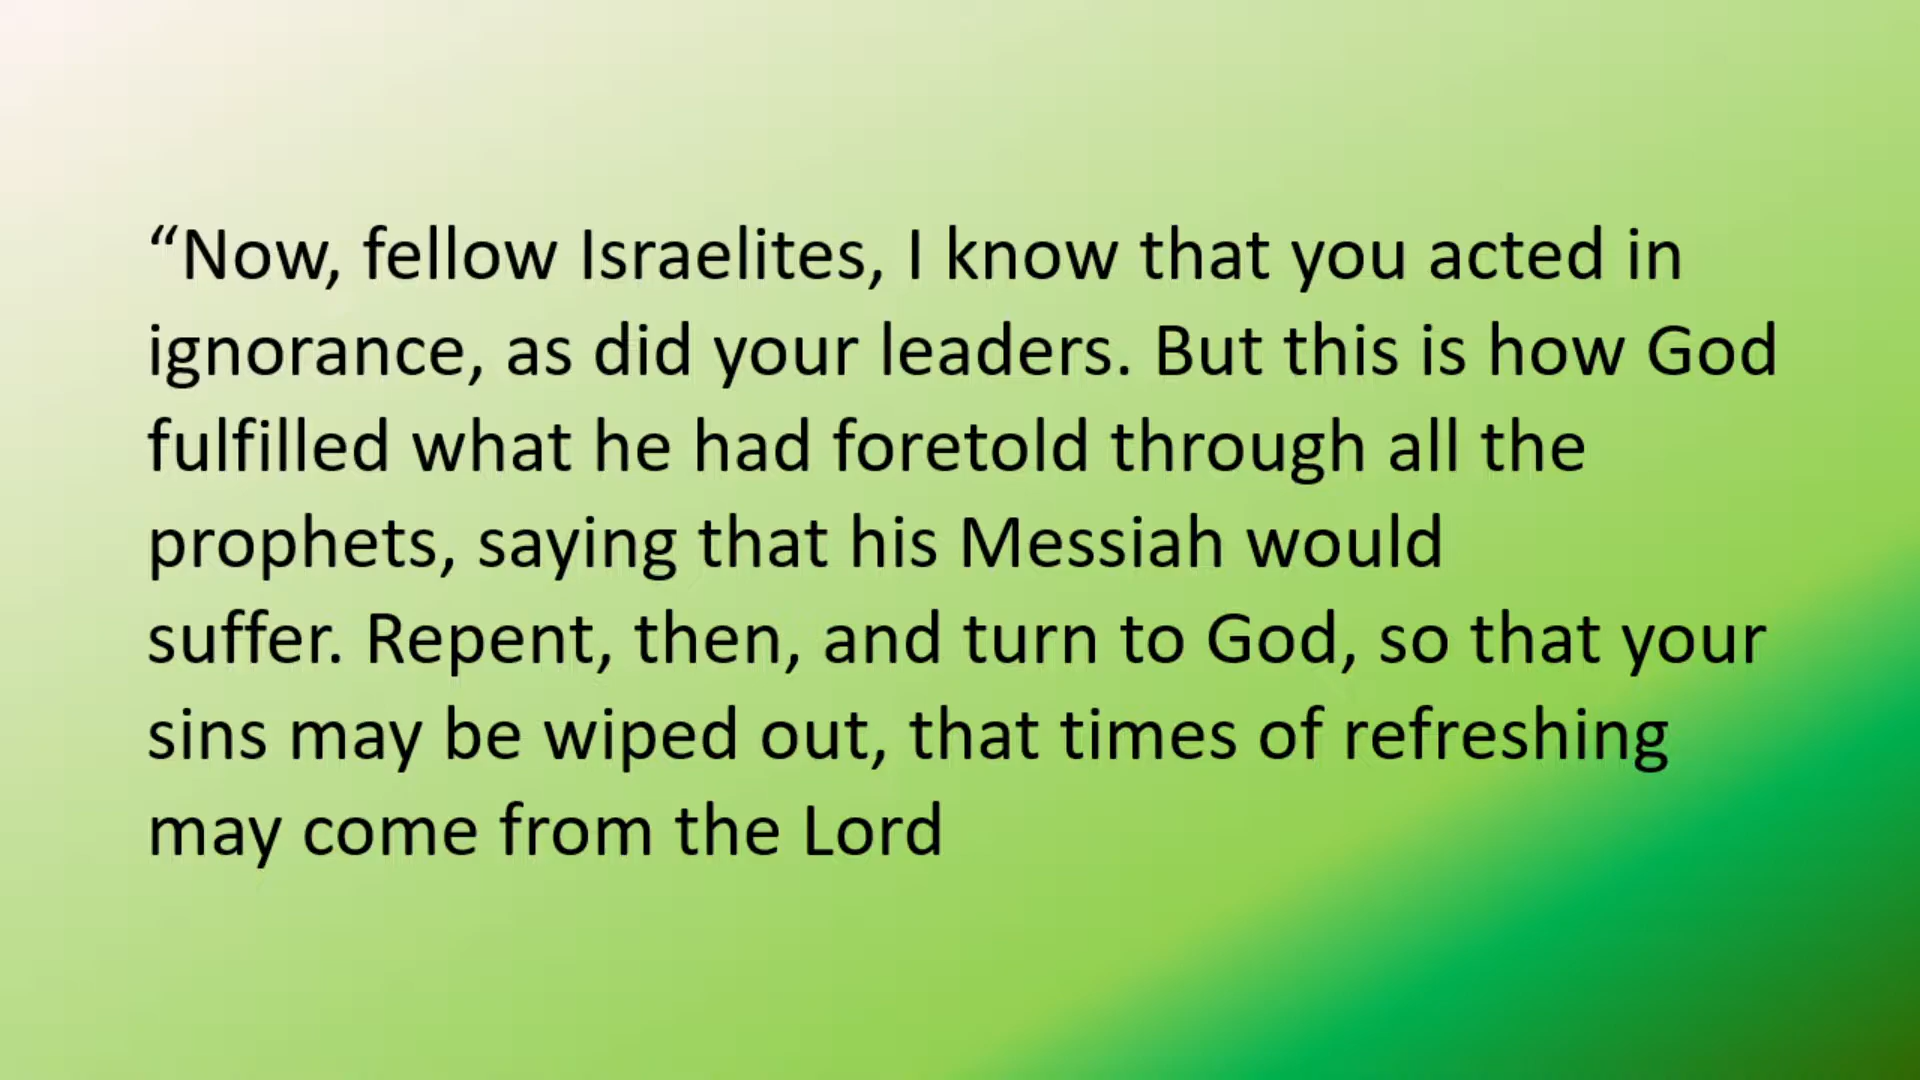 “Now, fellow Israelites, I know that you acted in
ignorance, as did your leaders. But this is how God
fulfilled what he had foretold through all the
prophets, saying that his Messiah would
suffer. Repent, then, and turn to God, so that your
sins may be wiped out, that times of refreshing
may come from the Lord